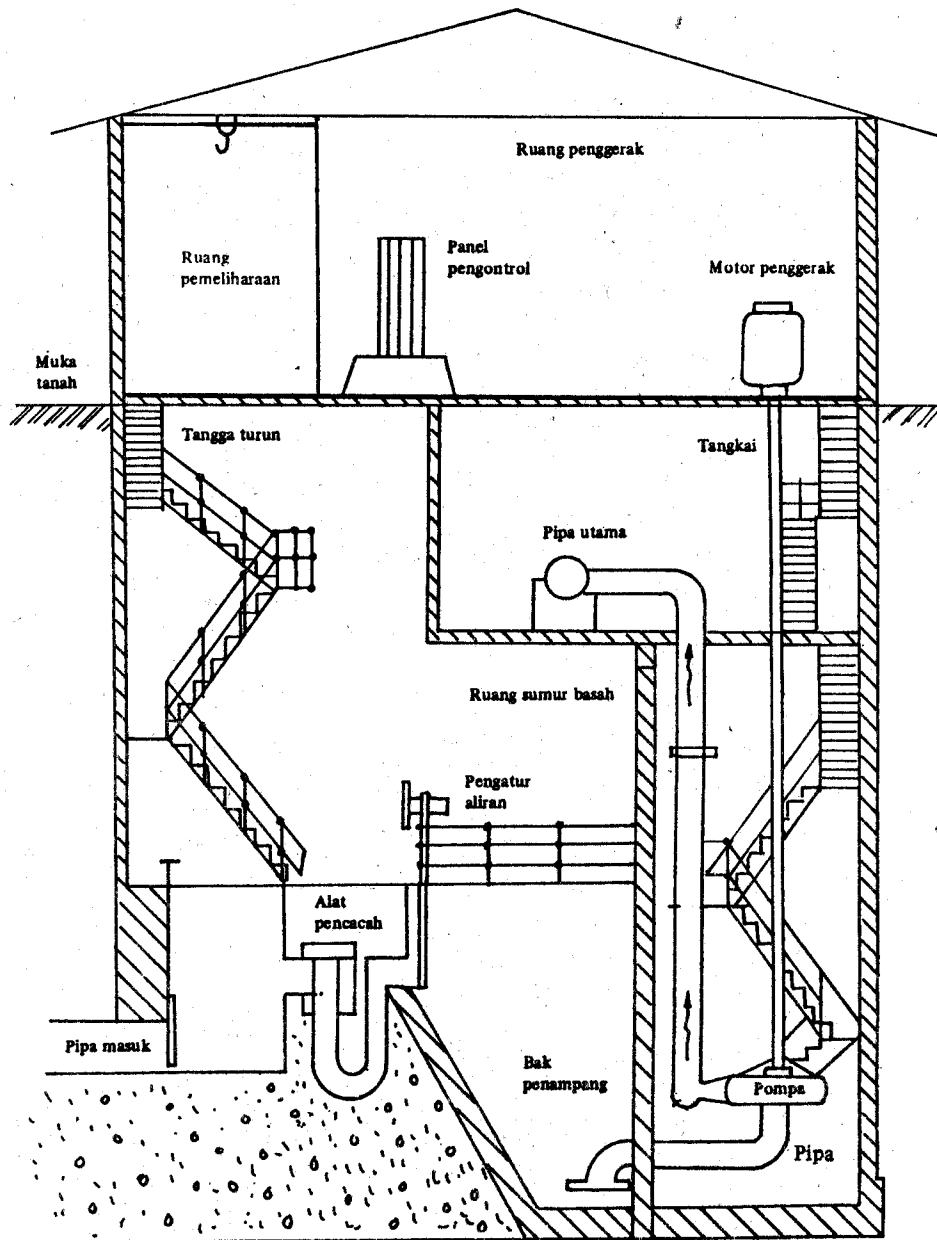 Ruang penggerak
Ruang
pemeliharaan
Panel
pengontrol
Motor penggerak
Muka
tanah
Tangga turun
Tangkai
Pipa utama
Ruang sumur basah
Pengatur
aliran
Alat
pencacah
Pipa masuk
Bak
penampang
Pompa
Pipa